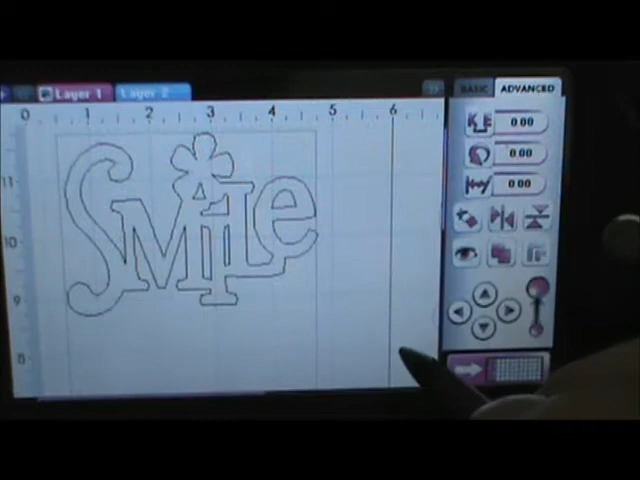 Layer 1 Layer 2
BASIC ADVANCED
0 1 2 3 4 5 6
0.00
0.00
0.00
11
10
9
8
SMILe